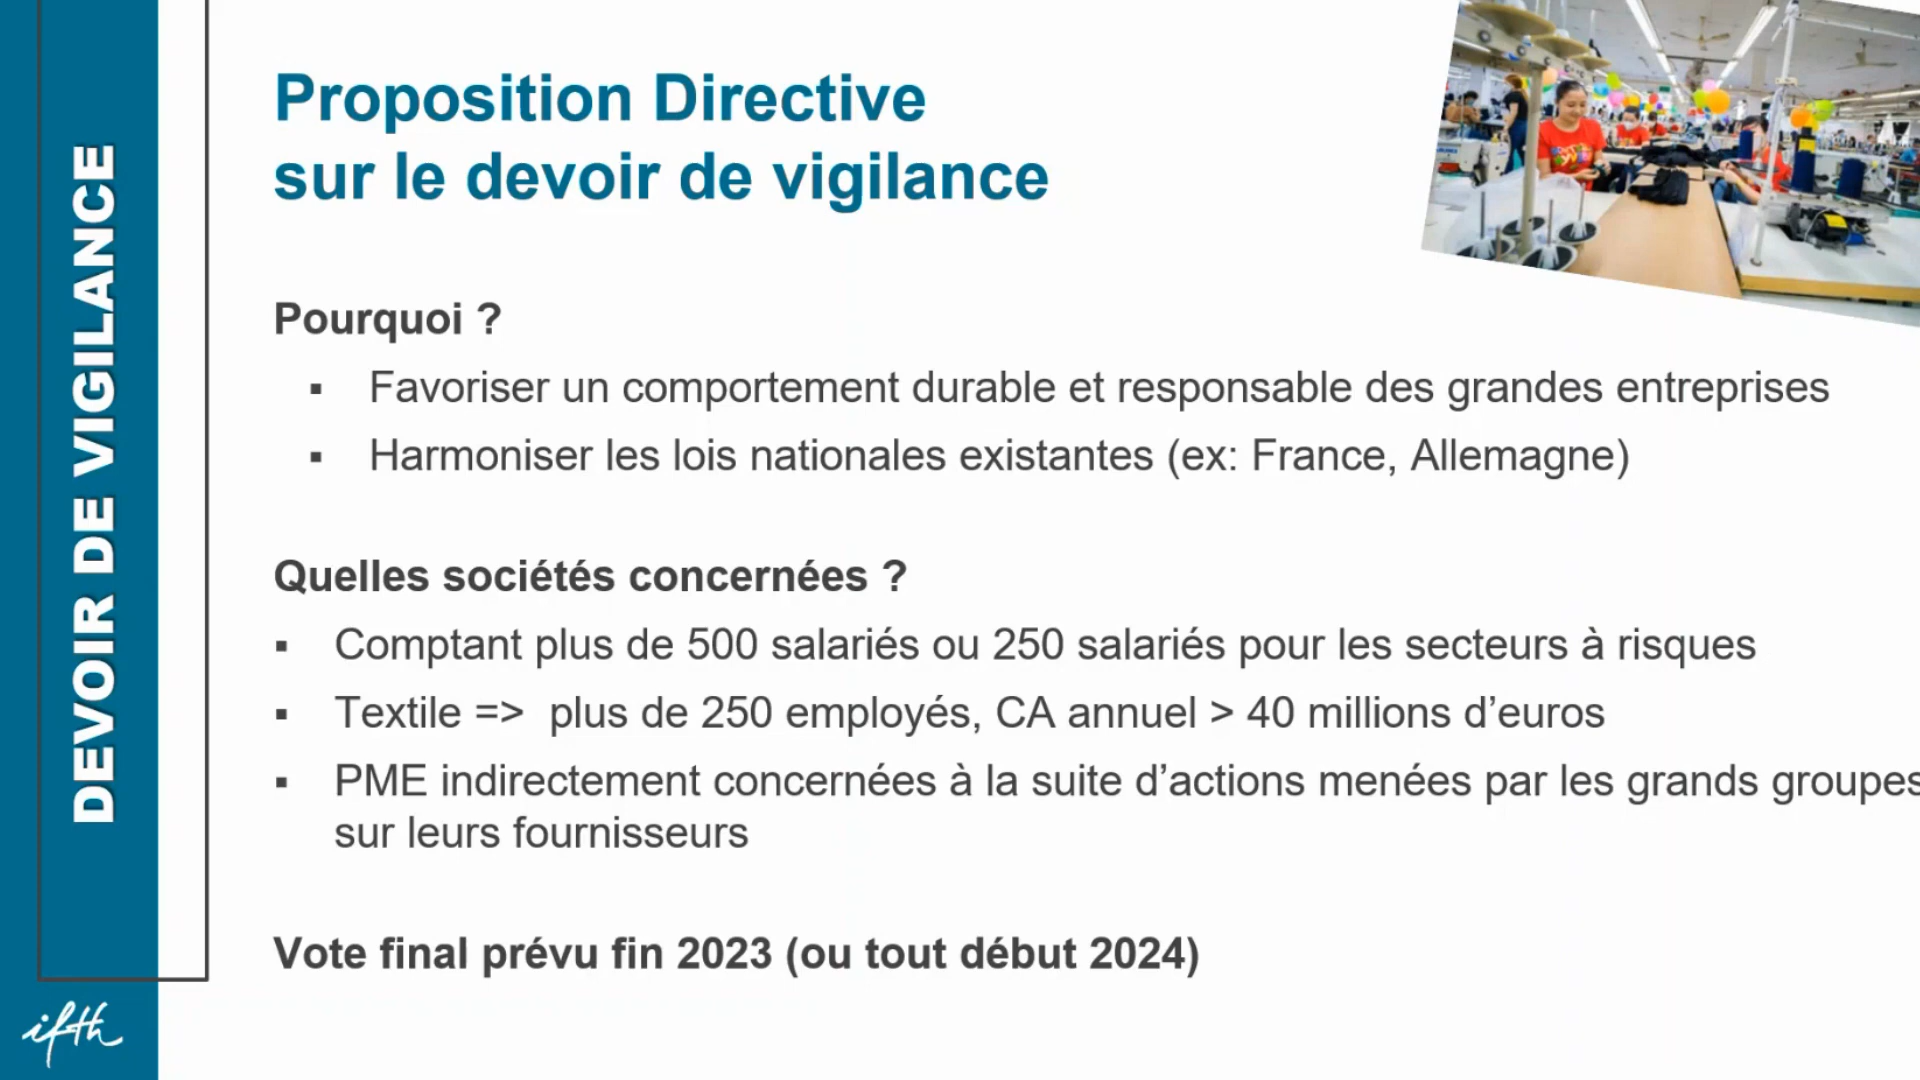 DEVOIR DE VIGILANCE
Proposition Directive
sur le devoir de vigilance
Pourquoi ?
▪ Favoriser un comportement durable et responsable des grandes entreprises
▪ Harmoniser les lois nationales existantes (ex: France, Allemagne)
Quelles sociétés concernées ?
▪ Comptant plus de 500 salariés ou 250 salariés pour les secteurs à risques
▪ Textile => plus de 250 employés, CA annuel > 40 millions d’euros
▪ PME indirectement concernées à la suite d’actions menées par les grands groupes
sur leurs fournisseurs
Vote final prévu fin 2023 (ou tout début 2024)
ifth